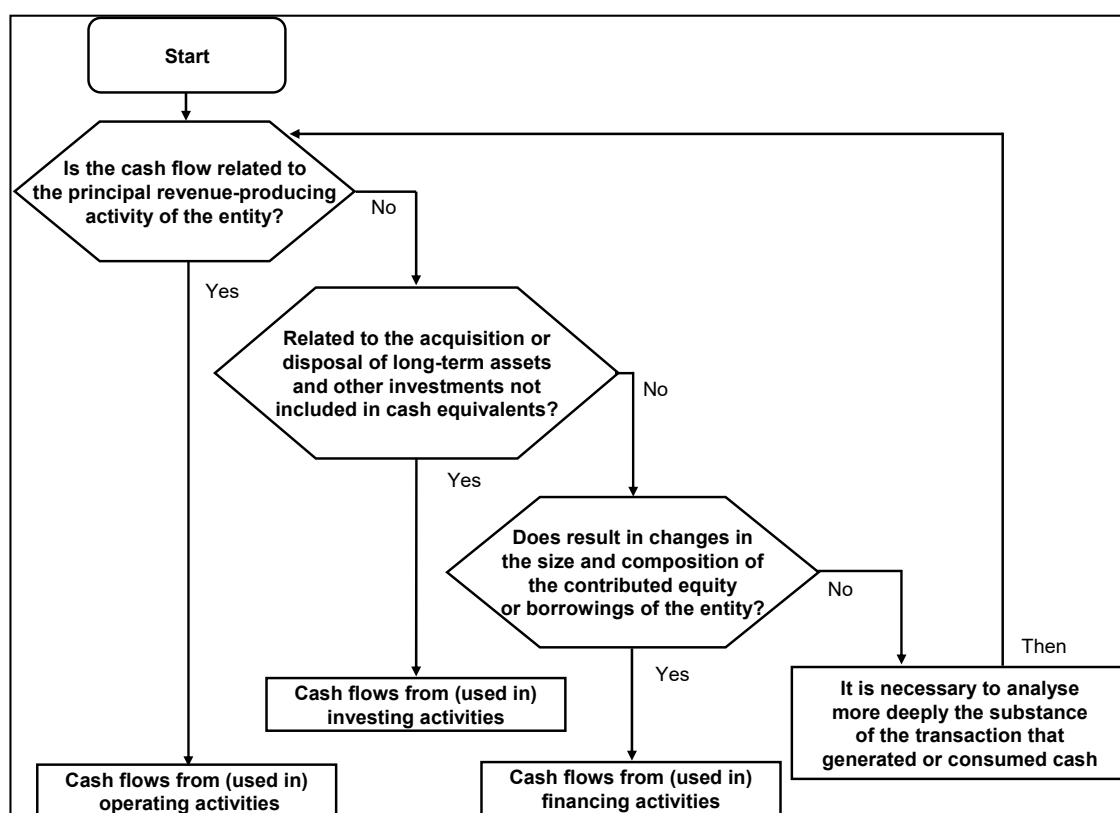 Start
Is the cash flow related to
the principal revenue-producing
activity of the entity?
No
Yes
Related to the acquisition or
disposal of long-term assets
and other investments not
included in cash equivalents?
No
Yes
Does result in changes in
the size and composition of
the contributed equity
or borrowings of the entity?
No
Yes
Then
Cash flows from (used in)
investing activities
It is necessary to analyse
more deeply the substance
of the transaction that
generated or consumed cash
Cash flows from (used in)
operating activities
Cash flows from (used in)
financing activities